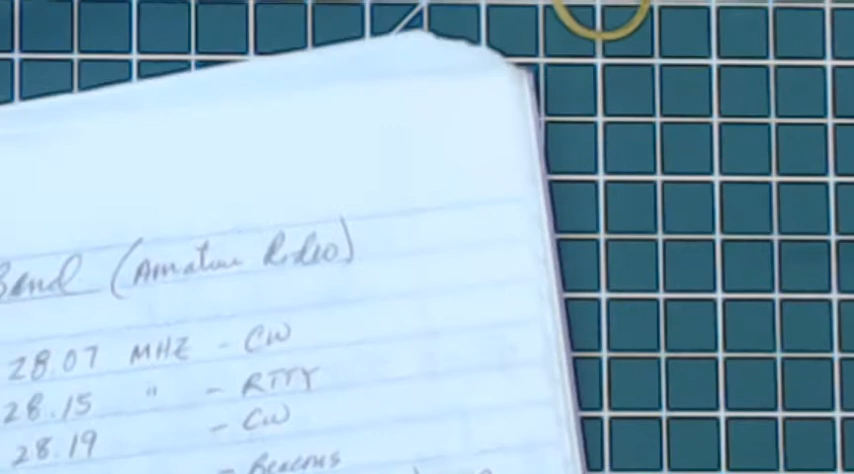 Band (Amateur Radio)
28.07 MHZ - CW
28.15 " - RTTY
28.19 - CW
- Beacons